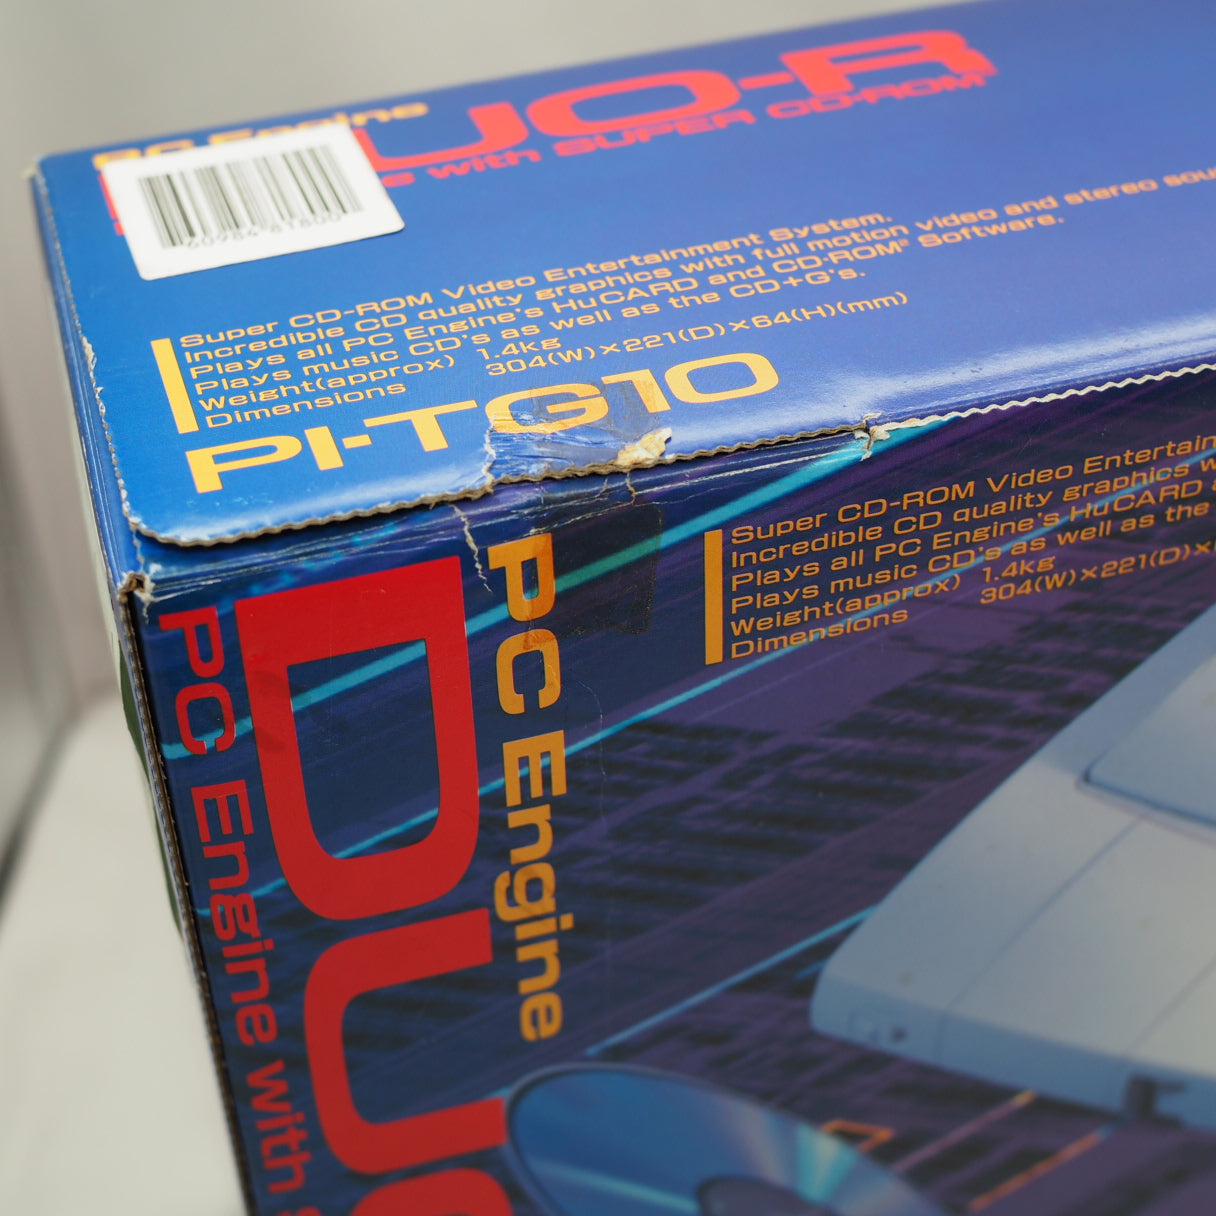 PC Engine
UO-R
with SUPER CD-ROM
Super CD-ROM Video Entertainment System.
Incredible CD quality graphics with full motion video and stereo sou
Plays all PC Engine's HuCARD and CD-ROM² Software.
Plays music CD's as well as the CD+G's.
Weight(approx) 1.4kg
Dimensions 304(W)×221(D)×64(H)(mm)
PI-TG10
Super CD-ROM Video Entertain
Incredible CD quality graphics w
Plays all PC Engine's HuCARD
Plays music CD's as well as the
Weight(approx) 1.4kg
Dimensions 304(W)×221(D)×
PC Engine
DUO
PC Engine with S